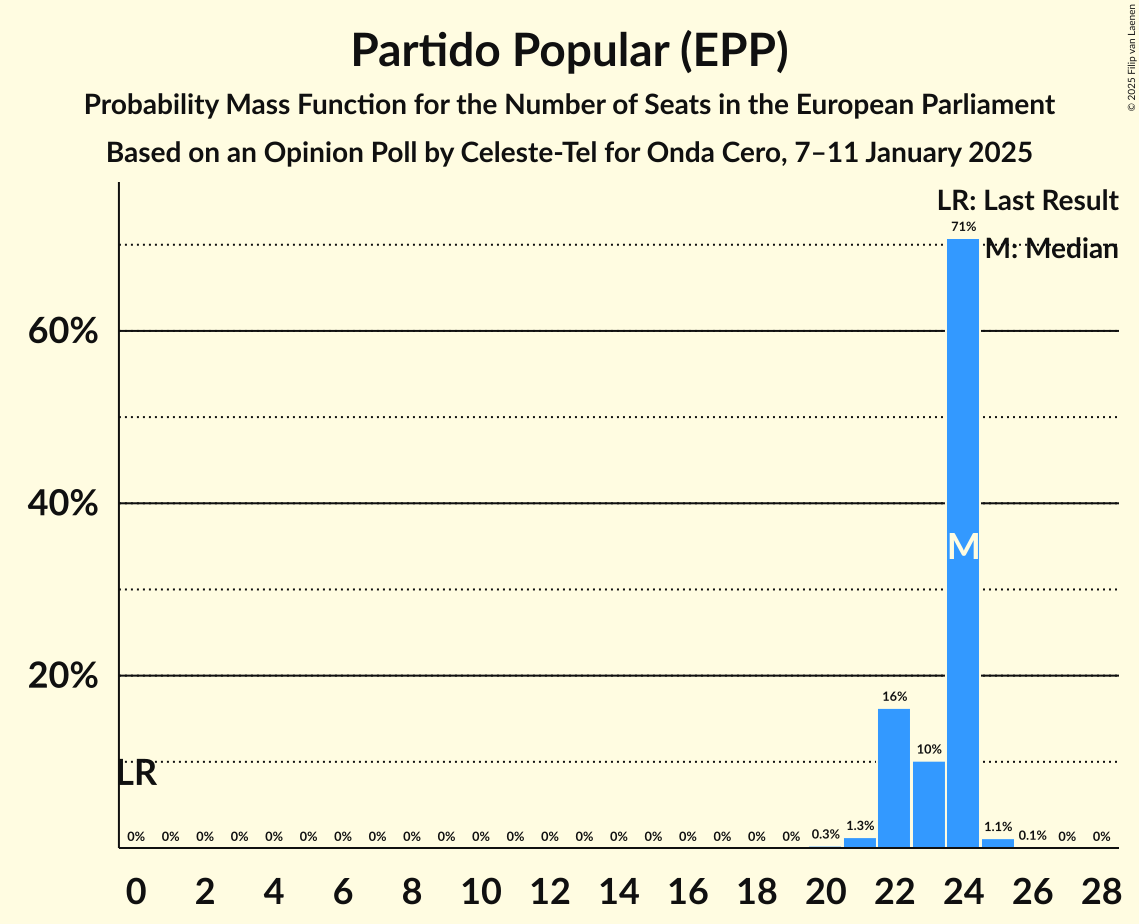 Partido Popular (EPP)
Probability Mass Function for the Number of Seats in the European Parliament
Based on an Opinion Poll by Celeste-Tel for Onda Cero, 7–11 January 2025
© 2025 Filip van Laenen
LR: Last Result
M: Median
71%
60%
40%
M
20%
16%
10%
LR
0% 0% 0% 0% 0% 0% 0% 0% 0% 0% 0% 0% 0% 0% 0% 0% 0% 0% 0% 0% 0.3% 1.3% 1.1% 0.1% 0% 0%
0 2 4 6 8 10 12 14 16 18 20 22 24 26 28